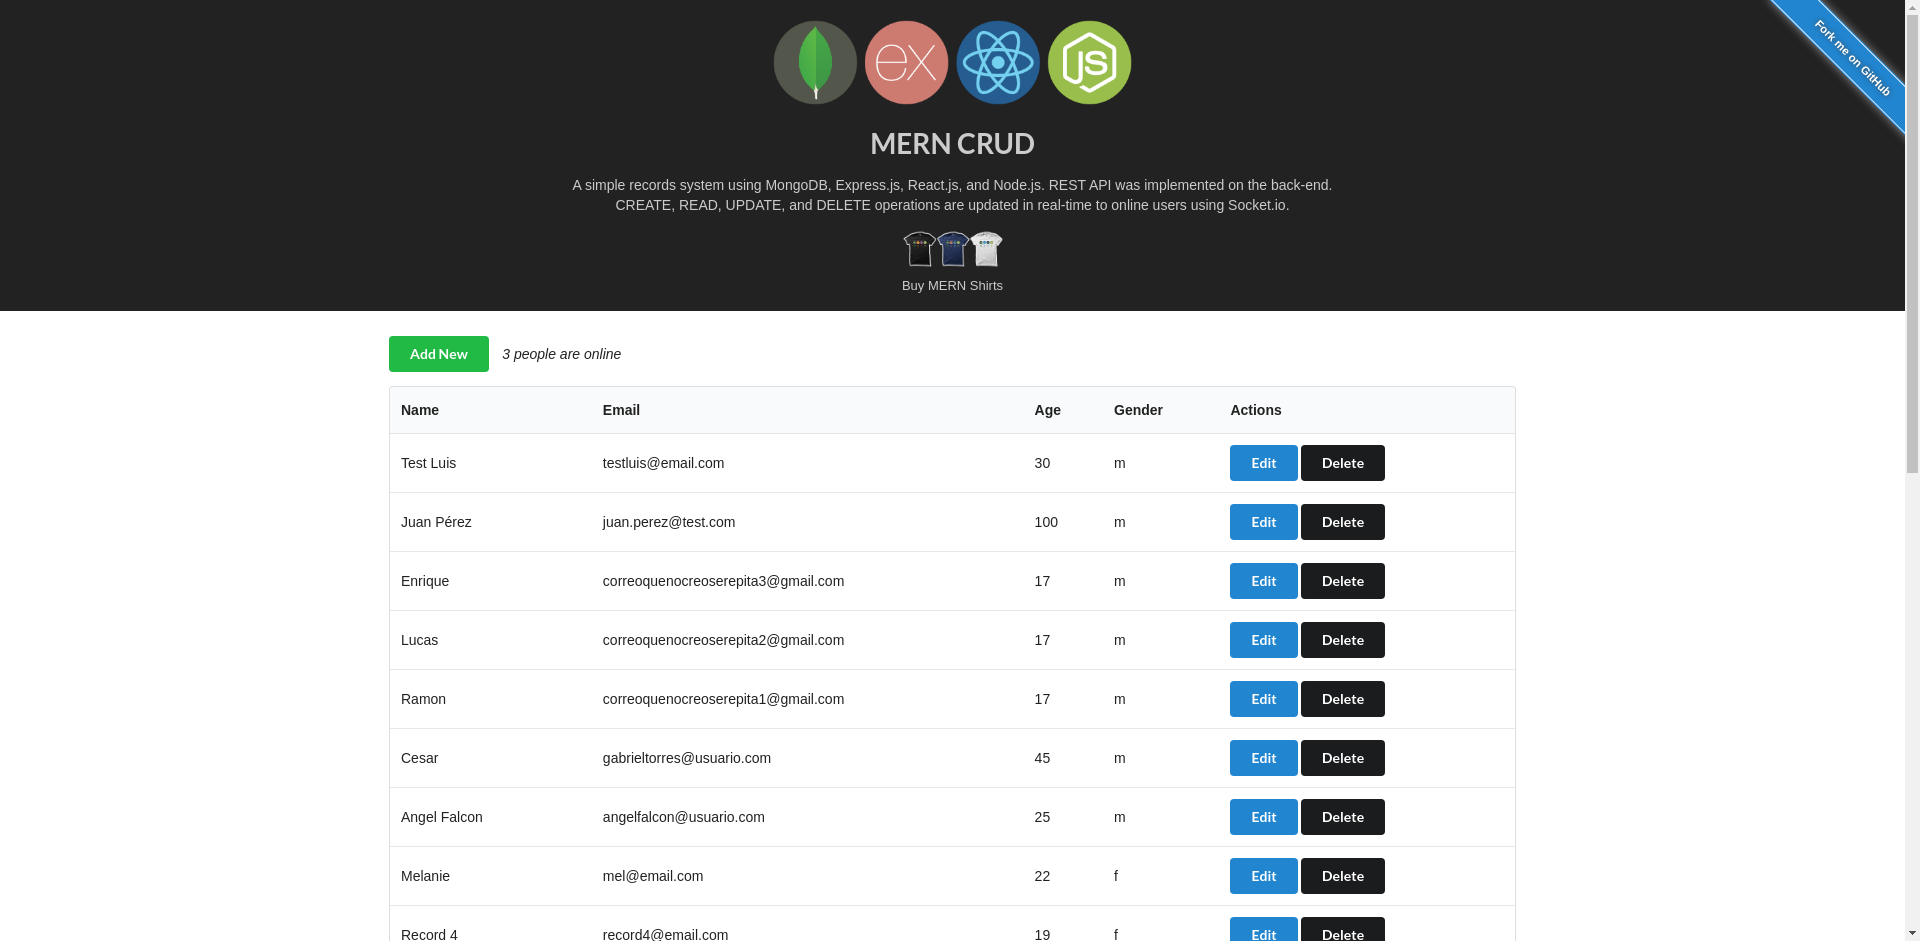 ex
JS
Fork me on GitHub
MERN CRUD
A simple records system using MongoDB, Express.js, React.js, and Node.js. REST API was implemented on the back-end.
CREATE, READ, UPDATE, and DELETE operations are updated in real-time to online users using Socket.io.
Buy MERN Shirts
Add New 3 people are online
Name Email Age Gender Actions
Test Luis testluis@email.com 30 m Edit Delete
Juan Pérez juan.perez@test.com 100 m Edit Delete
Enrique correoquenocreoserepita3@gmail.com 17 m Edit Delete
Lucas correoquenocreoserepita2@gmail.com 17 m Edit Delete
Ramon correoquenocreoserepita1@gmail.com 17 m Edit Delete
Cesar gabrieltorres@usuario.com 45 m Edit Delete
Angel Falcon angelfalcon@usuario.com 25 m Edit Delete
Melanie mel@email.com 22 f Edit Delete
Record 4 record4@email.com 19 f Edit Delete